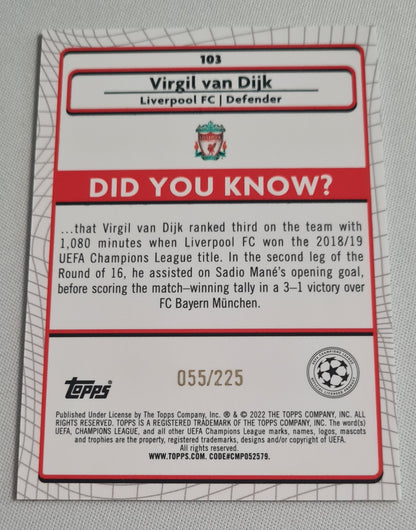 103
Virgil van Dijk
Liverpool FC | Defender
DID YOU KNOW?
...that Virgil van Dijk ranked third on the team with
1,080 minutes when Liverpool FC won the 2018/19
UEFA Champions League title. In the second leg of the
Round of 16, he assisted on Sadio Mané's opening goal,
before scoring the match–winning tally in a 3–1 victory over
FC Bayern München.
055/225
Topps
Published Under License by The Topps Company, Inc. ® & © 2022 THE TOPPS COMPANY, INC. ALL
RIGHTS RESERVED. TOPPS IS A REGISTERED TRADEMARK OF THE TOPPS COMPANY, INC. The word(s)
UEFA, CHAMPIONS LEAGUE, and all other UEFA Champions League marks, names, logos, mascots
and trophies are the property, registered trademarks, designs and/or copyright of UEFA.
All rights reserved.
WWW.TOPPS.COM. CODE#CMP052579.